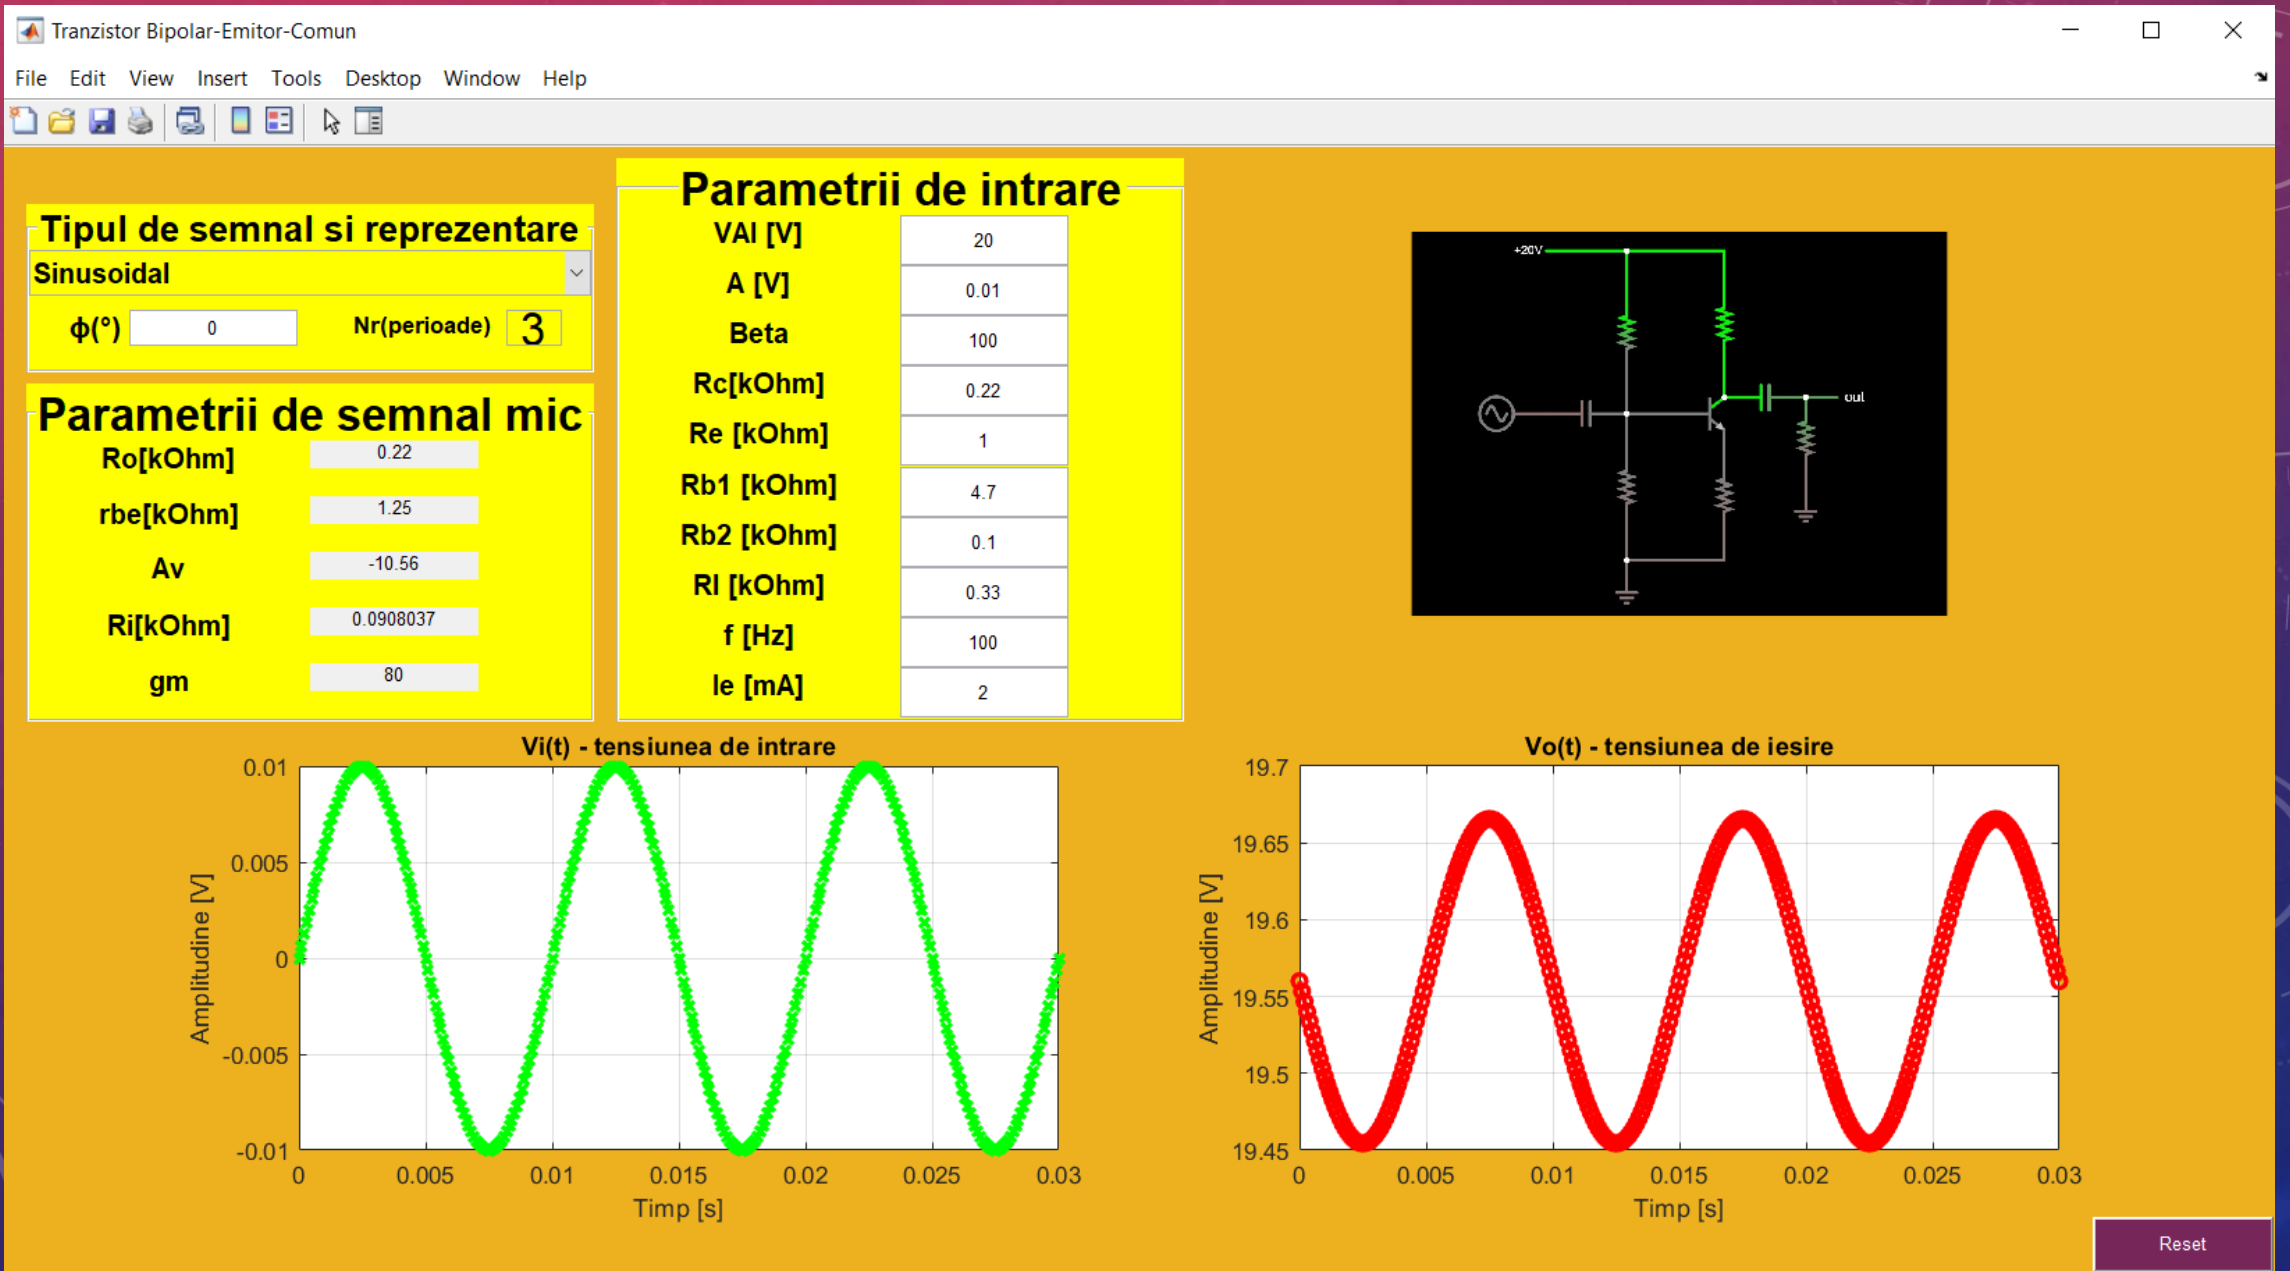 Tranzistor Bipolar-Emitor-Comun
File Edit View Insert Tools Desktop Window Help
Tipul de semnal si reprezentare
Sinusoidal
ϕ(°) 0 Nr(perioade) 3
Parametrii de semnal mic
Ro[kOhm] 0.22
rbe[kOhm] 1.25
Av -10.56
Ri[kOhm] 0.0908037
gm 80
Parametrii de intrare
VAl [V] 20
A [V] 0.01
Beta 100
Rc[kOhm] 0.22
Re [kOhm] 1
Rb1 [kOhm] 4.7
Rb2 [kOhm] 0.1
Rl [kOhm] 0.33
f [Hz] 100
Ie [mA] 2
+20V
out
Vi(t) - tensiunea de intrare
Amplitudine [V]
0.01
0.005
0
-0.005
-0.01
0 0.005 0.01 0.015 0.02 0.025 0.03
Timp [s]
Vo(t) - tensiunea de iesire
Amplitudine [V]
19.7
19.65
19.6
19.55
19.5
19.45
0 0.005 0.01 0.015 0.02 0.025 0.03
Timp [s]
Reset